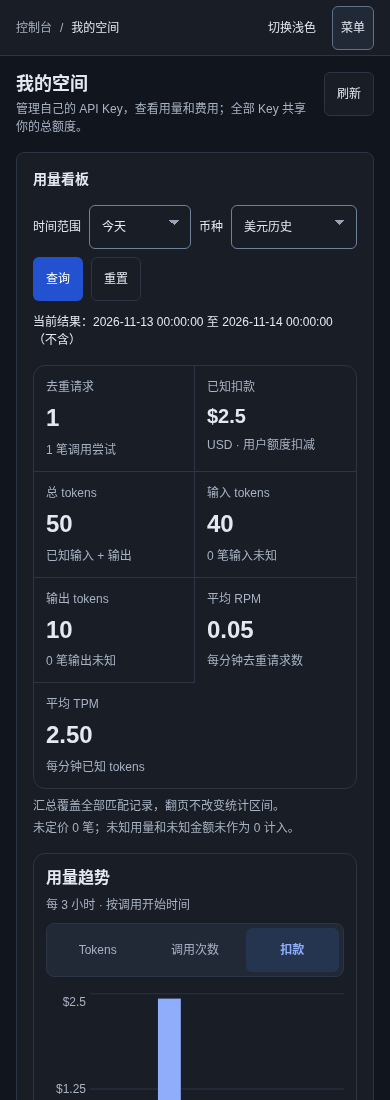 控制台 / 我的空间
切换浅色
菜单
我的空间
管理自己的 API Key，查看用量和费用；全部 Key 共享
你的总额度。
刷新
用量看板
时间范围 今天 币种 美元历史
查询 重置
当前结果：2026-11-13 00:00:00 至 2026-11-14 00:00:00
（不含）
去重请求
1
1 笔调用尝试
已知扣款
$2.5
USD · 用户额度扣减
总 tokens
50
已知输入 + 输出
输入 tokens
40
0 笔输入未知
输出 tokens
10
0 笔输出未知
平均 RPM
0.05
每分钟去重请求数
平均 TPM
2.50
每分钟已知 tokens
汇总覆盖全部匹配记录，翻页不改变统计区间。
未定价 0 笔；未知用量和未知金额未作为 0 计入。
用量趋势
每 3 小时 · 按调用开始时间
Tokens 调用次数 扣款
$2.5
$1.25